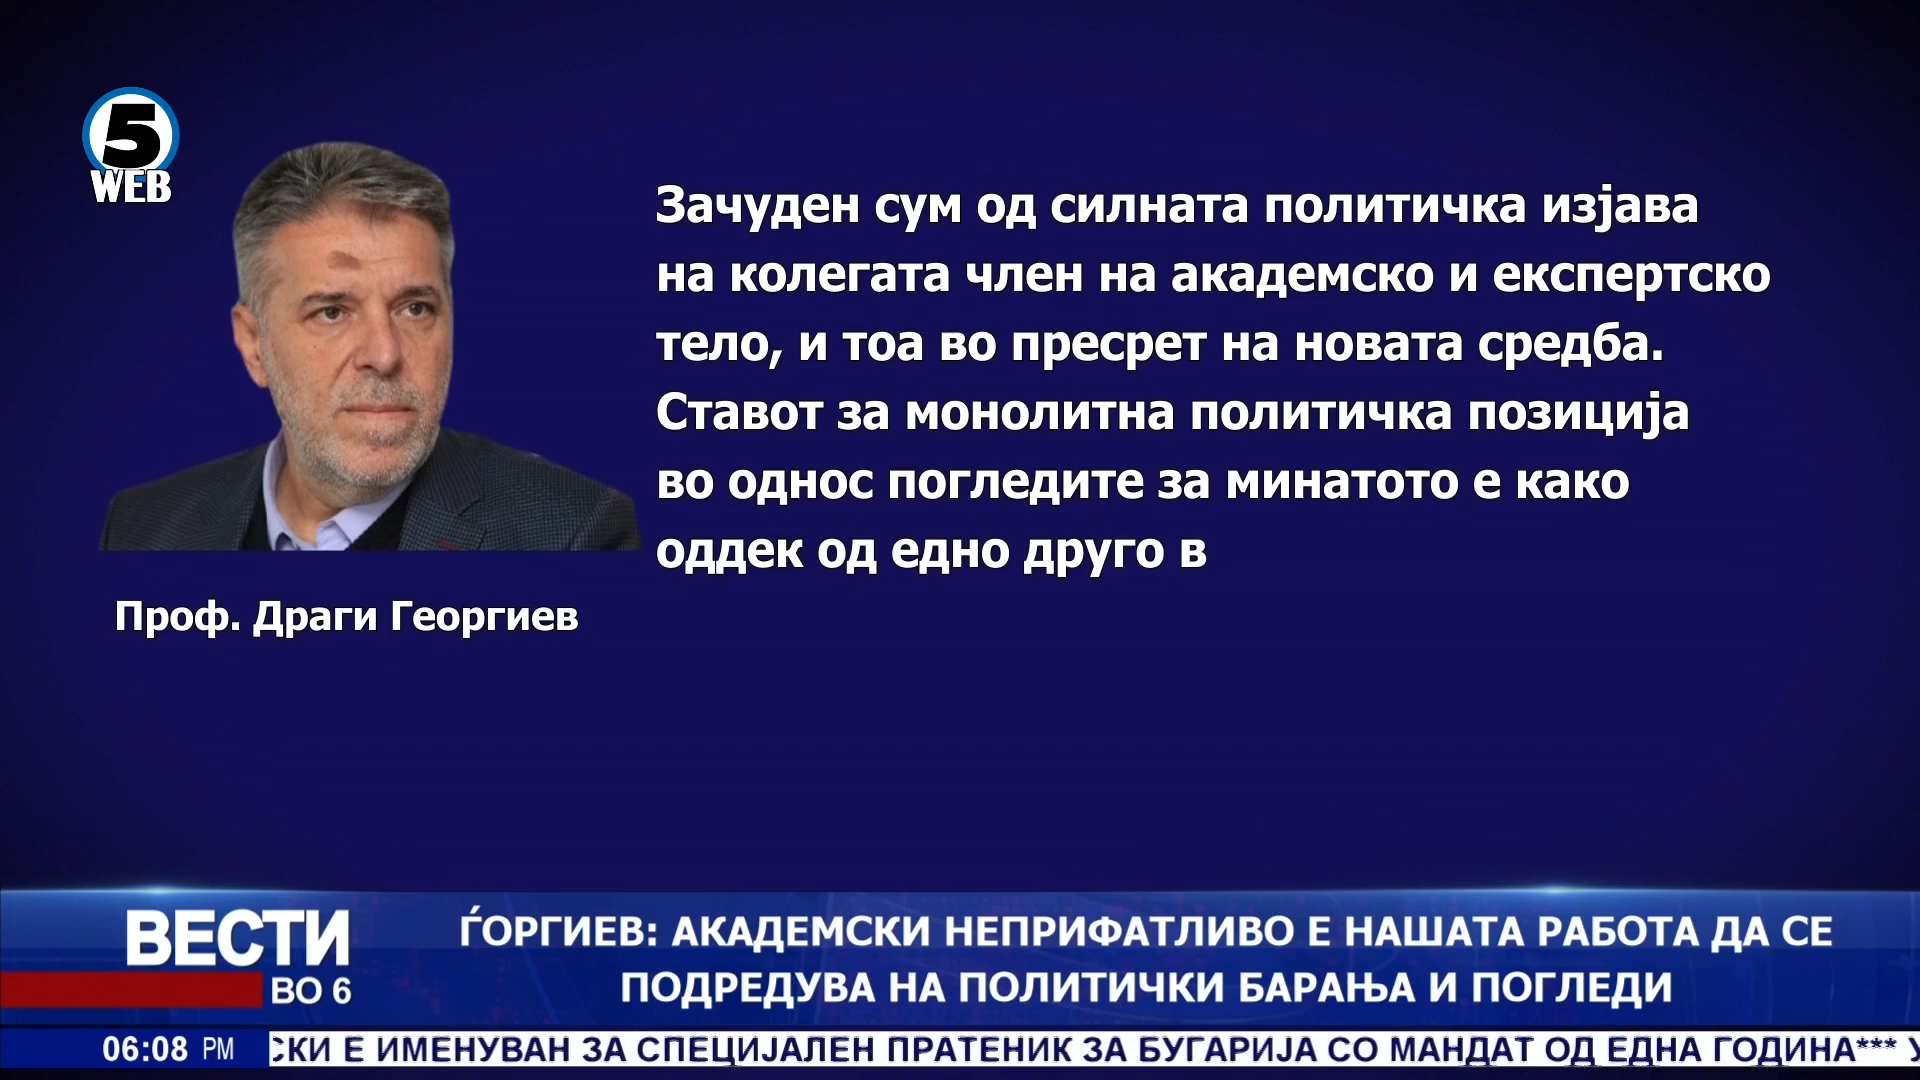 5
WEB
Зачуден сум од силната политичка изјава
на колегата член на академско и експертско
тело, и тоа во пресрет на новата средба.
Ставот за монолитна политичка позиција
во однос погледите за минатото е како
оддек од едно друго в
Проф. Драги Георгиев
ВЕСТИ
ВО 6
ЃОРГИЕВ: АКАДЕМСКИ НЕПРИФАТЛИВО Е НАШАТА РАБОТА ДА СЕ
ПОДРЕДУВА НА ПОЛИТИЧКИ БАРАЊА И ПОГЛЕДИ
06:08 PM
СКИ Е ИМЕНУВАН ЗА СПЕЦИЈАЛЕН ПРАТЕНИК ЗА БУГАРИЈА СО МАНДАТ ОД ЕДНА ГОДИНА*** У